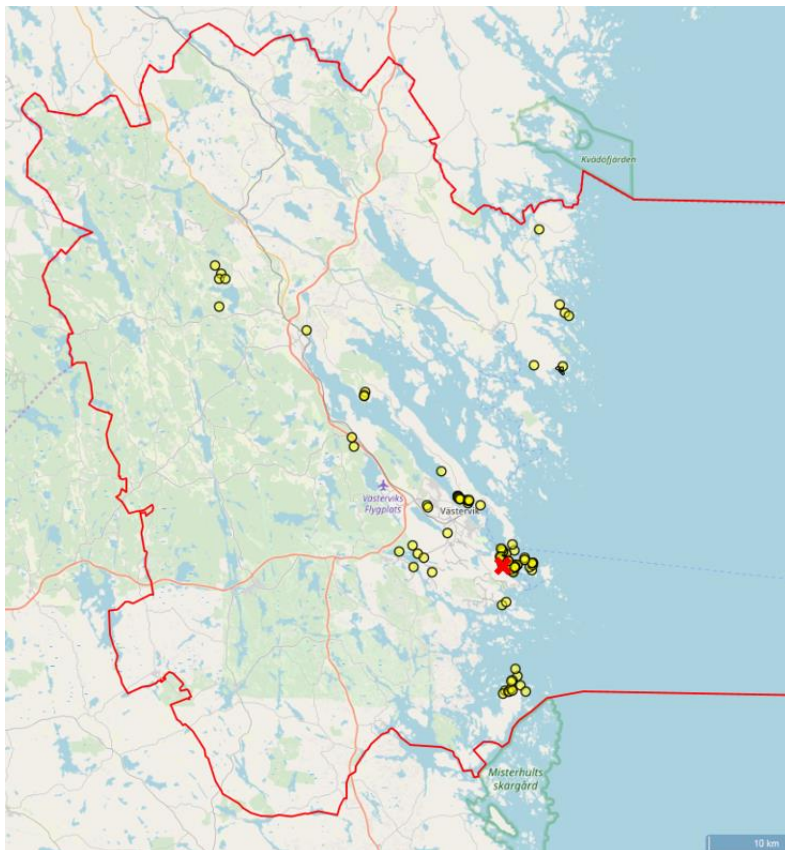 Kvädöfjärden
Västerviks
Flygplats
Västervik
Misterhults
skärgård
10 km